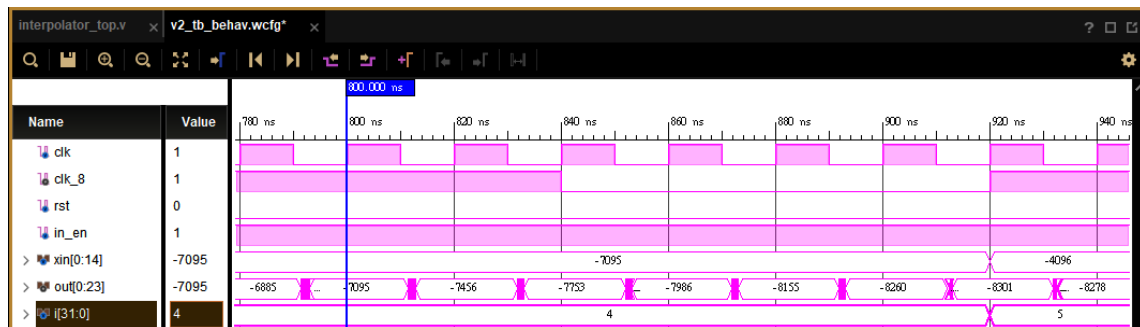 interpolator_top.v × v2_tb_behav.wcfg* × ?
800.000 ns
Name Value 780 ns 800 ns 820 ns 840 ns 860 ns 880 ns 900 ns 920 ns 940 ns
clk 1
clk_8 1
rst 0
in_en 1
> xin[0:14] -7095 -7095 -4096
> out[0:23] -7095 -6885 -7095 -7456 -7753 -7986 -8155 -8260 -8301 -8278
> i[31:0] 4 4 5